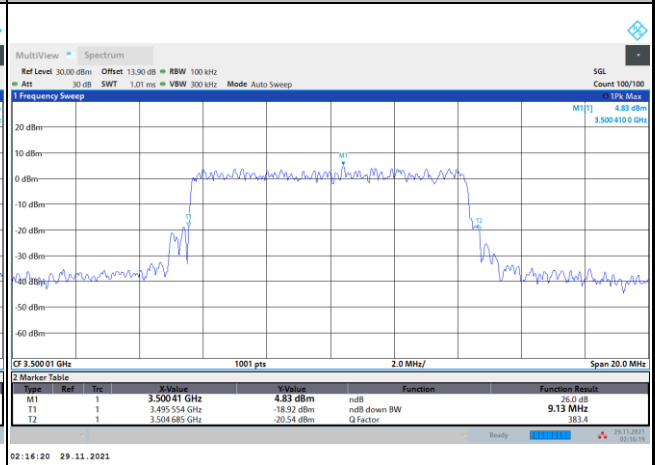 MultiView Spectrum
Ref Level 30.00 dBm Offset 13.90 dB RBW 100 kHz SGL
Att 30 dB SWT 1.01 ms VBW 300 kHz Mode Auto Sweep Count 100/100
1 Frequency Sweep 1Pk Max
M1[1] 4.83 dBm
3.500 410 0 GHz
20 dBm
10 dBm
M1
0 dBm
-10 dBm
T1
T2
-20 dBm
-30 dBm
-40 dBm
-50 dBm
-60 dBm
CF 3.500 01 GHz 1001 pts 2.0 MHz/ Span 20.0 MHz
2 Marker Table
Type Ref Trc X-Value Y-Value Function Function Result
M1 1 3.500 41 GHz 4.83 dBm ndB 26.0 dB
T1 1 3.495 554 GHz -18.92 dBm ndB down BW 9.13 MHz
T2 1 3.504 685 GHz -20.54 dBm Q Factor 383.4
Ready 29.11.2021
02:16:19
02:16:20 29.11.2021